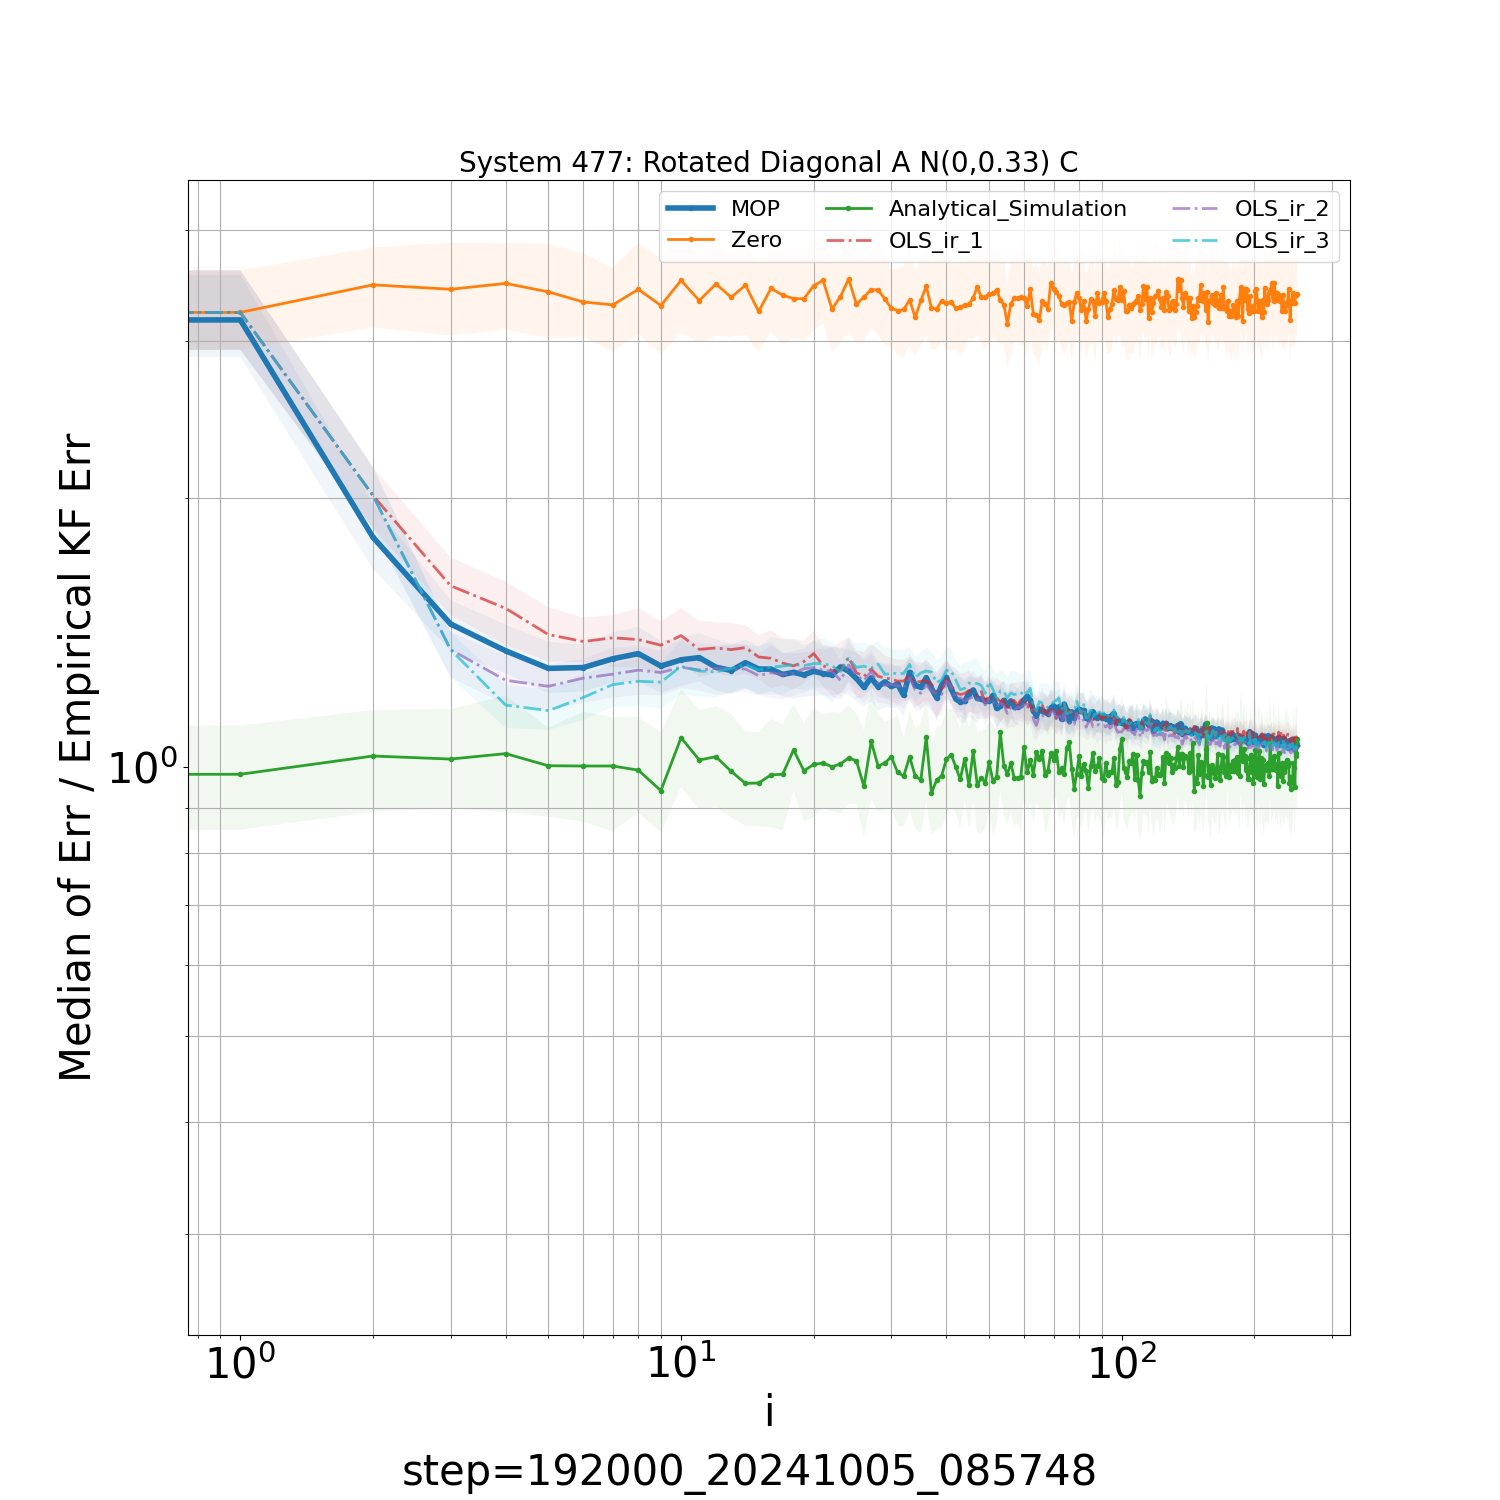 System 477: Rotated Diagonal A N(0,0.33) C
MOP
Zero
Analytical_Simulation
OLS_ir_1
OLS_ir_2
OLS_ir_3
Median of Err / Empirical KF Err
10⁰
10⁰
10¹
10²
i
step=192000_20241005_085748